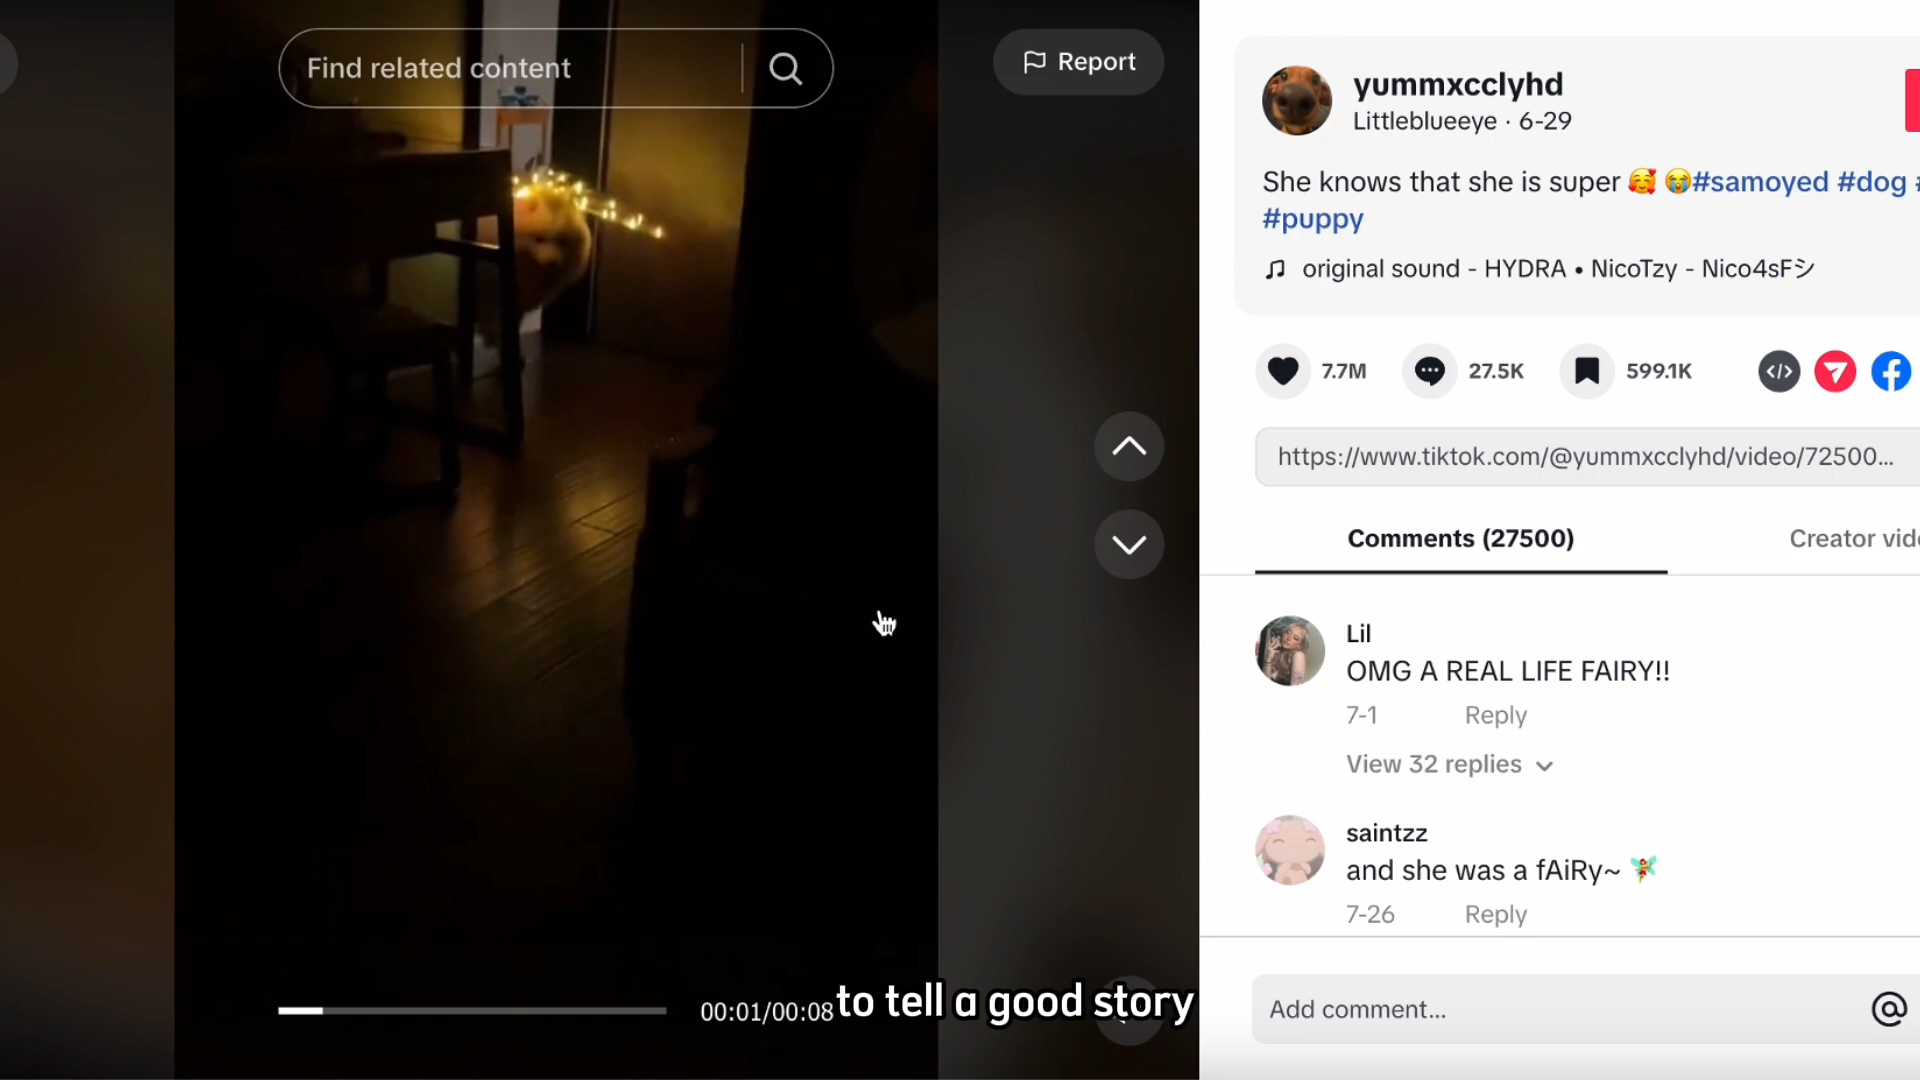 Find related content
Report
00:01/00:08
to tell a good story
yummxcclyhd
Littleblueeye · 6-29
She knows that she is super 🥰 😭#samoyed #dog #
#puppy
original sound - HYDRA • NicoTzy - Nico4sFシ
7.7M
27.5K
599.1K
https://www.tiktok.com/@yummxcclyhd/video/72500...
Comments (27500)
Creator vid
Lil
OMG A REAL LIFE FAIRY!!
7-1
Reply
View 32 replies
saintzz
and she was a fAiRy~ 🧚
7-26
Reply
Add comment...
@